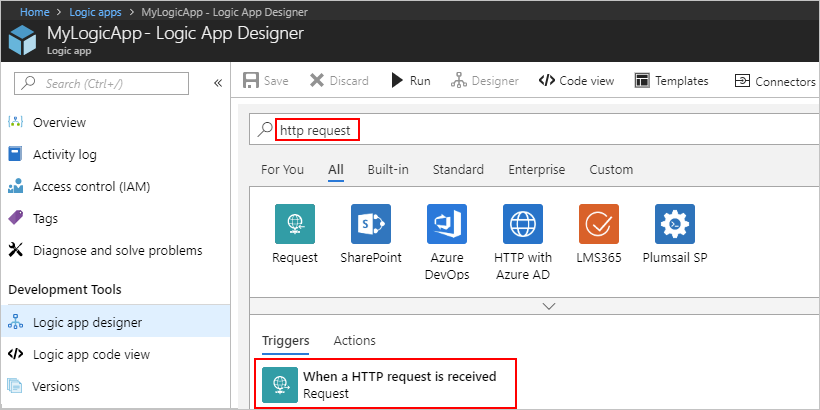 Home > Logic apps > MyLogicApp - Logic App Designer
MyLogicApp - Logic App Designer
Logic app
Search (Ctrl+/)
«
Overview
Activity log
Access control (IAM)
Tags
Diagnose and solve problems
Development Tools
Logic app designer
Logic app code view
Versions
Save Discard Run Designer Code view Templates Connectors
http request
For You All Built-in Standard Enterprise Custom
Request SharePoint Azure DevOps HTTP with Azure AD LMS365 Plumsail SP
Triggers Actions
When a HTTP request is received
Request